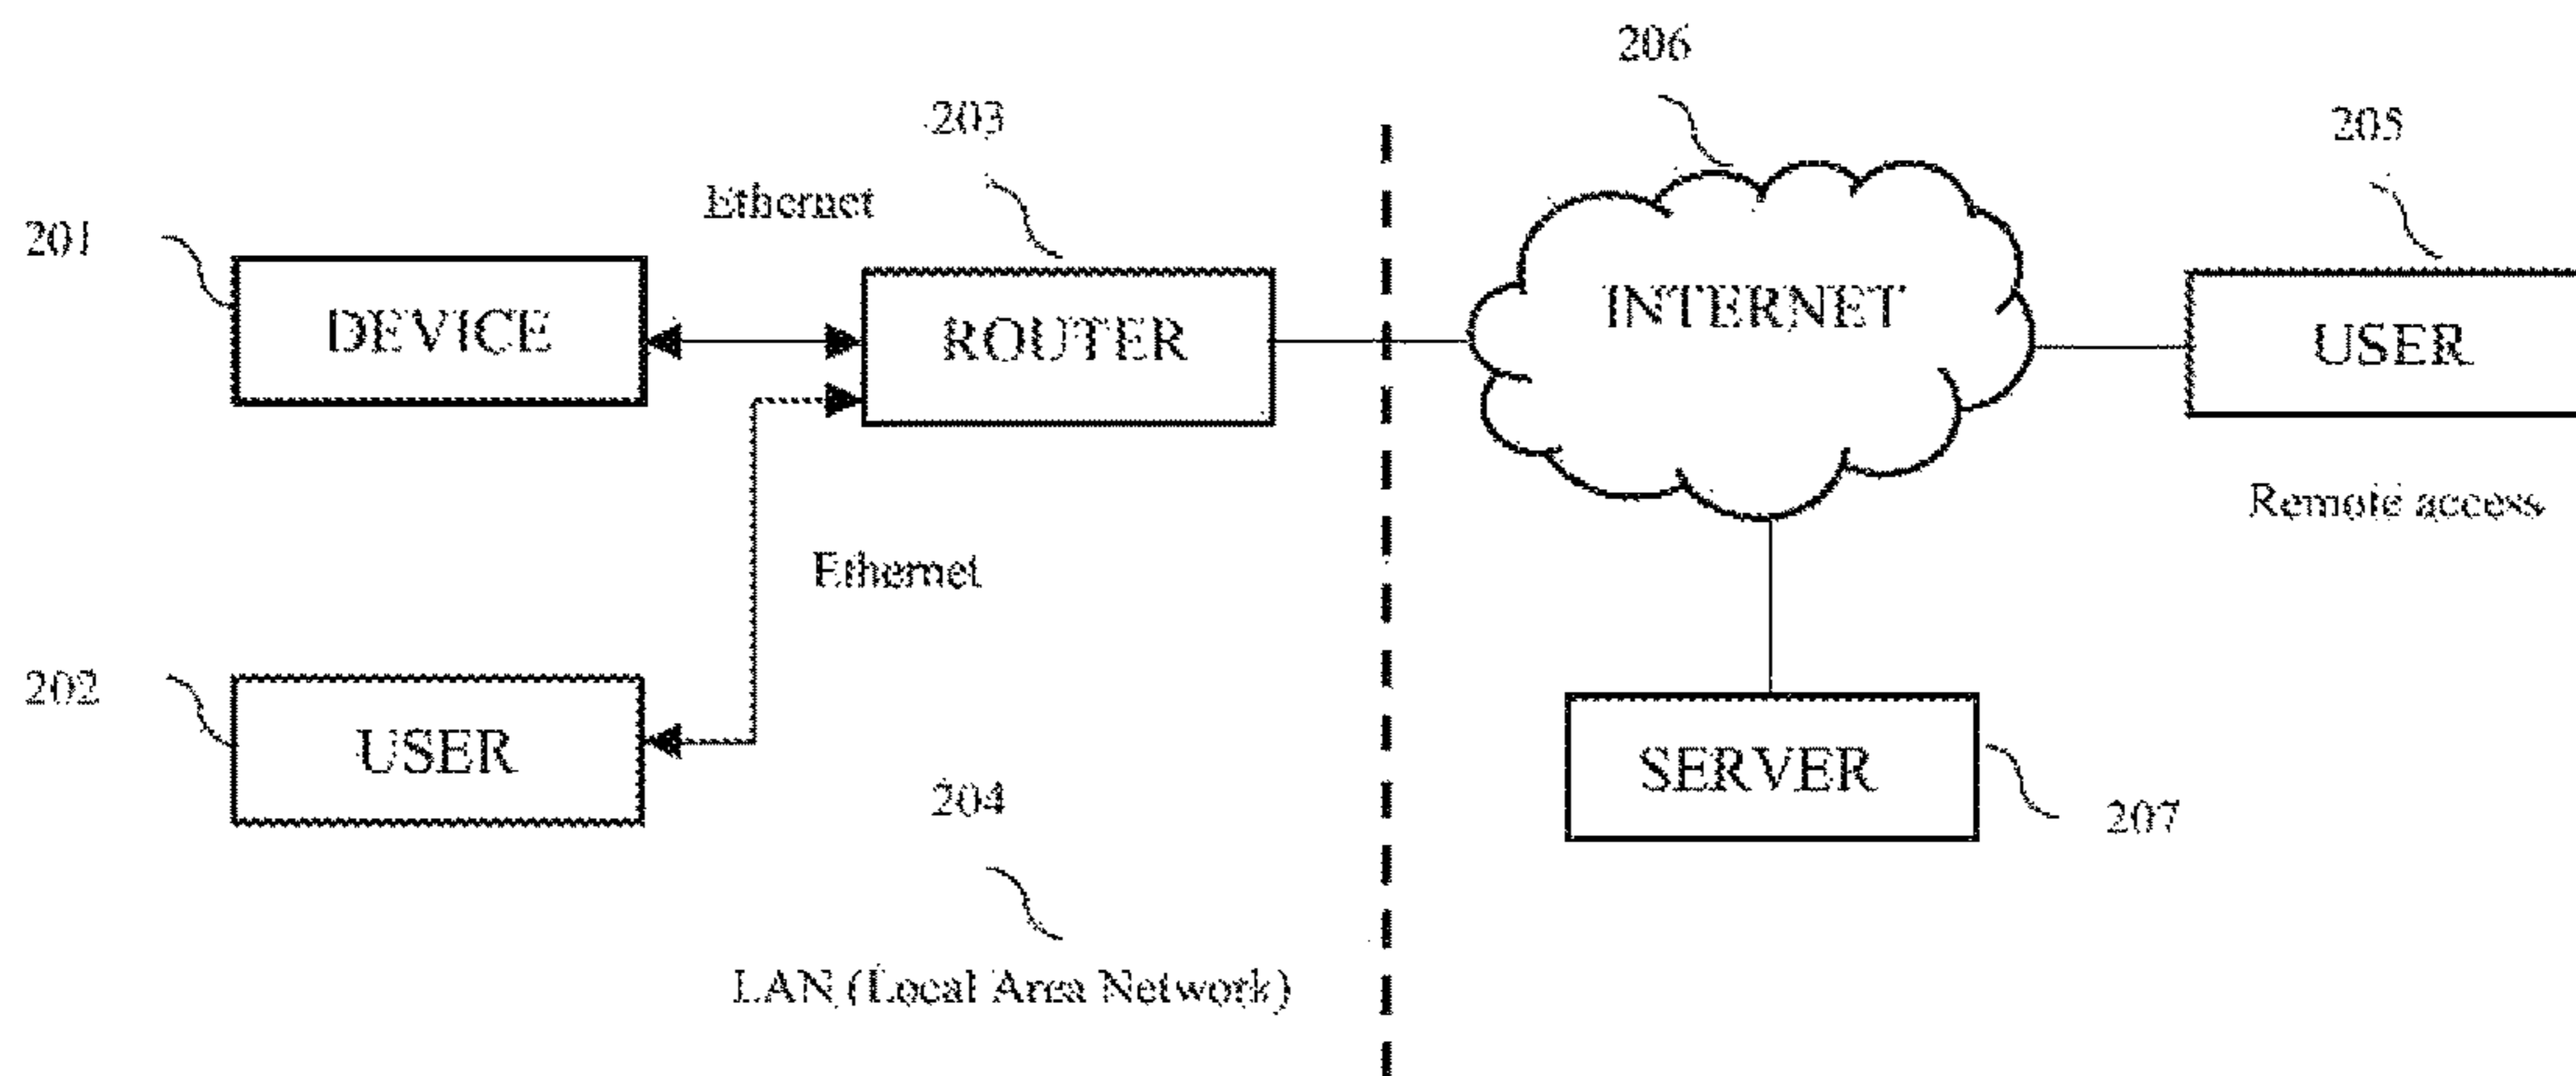 206
203
205
Ethernet
201
INTERNET
DEVICE
ROUTER
USER
Remote access
Ethernet
202
USER
SERVER
204
207
LAN (Local Area Network)